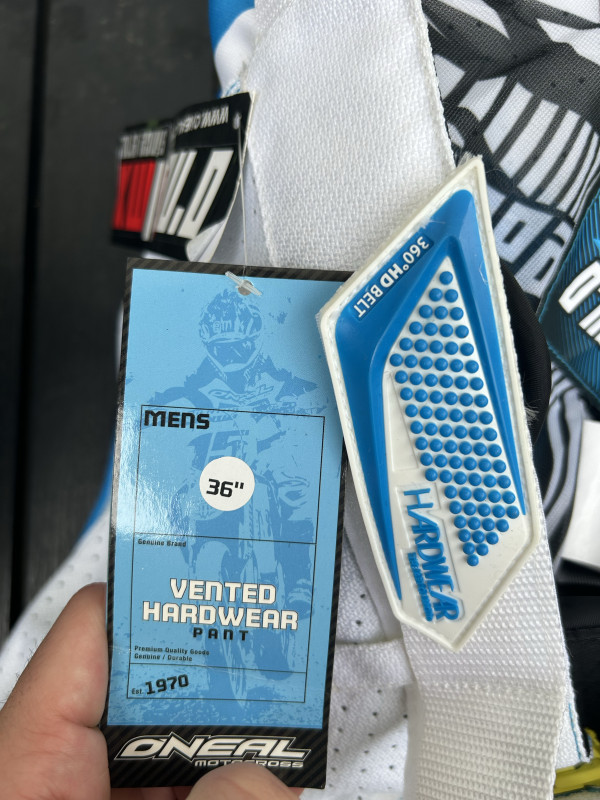 360° HD BELT
HARDWEAR
MENS
36"
Genuine Brand
VENTED
HARDWEAR
PANT
Premium Quality Goods
Genuine / Durable
Est. 1970
O'NEAL
MOTOCROSS